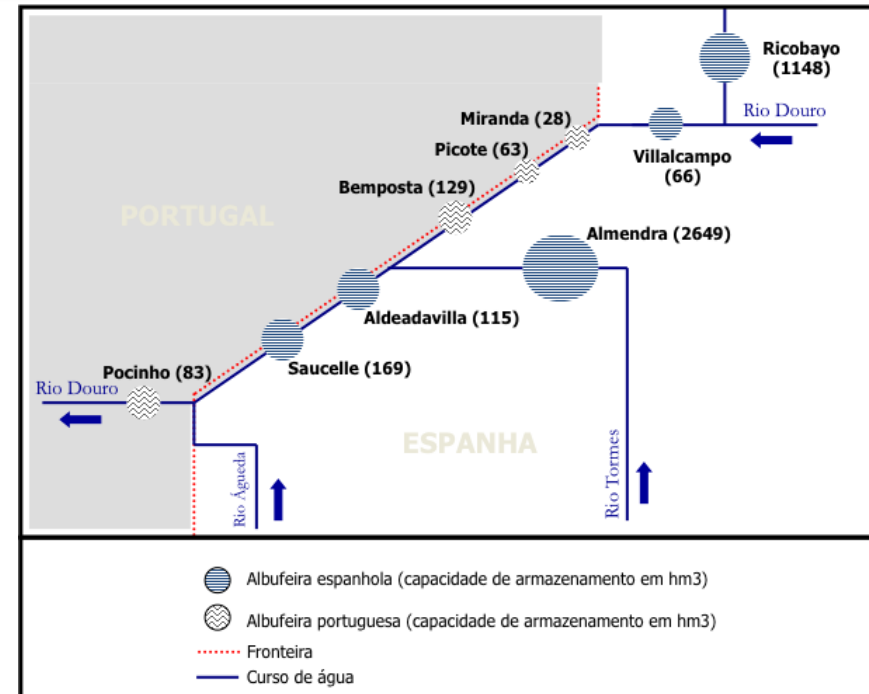 Ricobayo
(1148)
Rio Douro
Miranda (28)
Picote (63)
Villalcampo
(66)
Bemposta (129)
PORTUGAL
Almendra (2649)
Aldeadavilla (115)
Saucelle (169)
Pocinho (83)
Rio Douro
ESPANHA
Rio Águeda
Rio Tormes
Albufeira espanhola (capacidade de armazenamento em hm3)
Albufeira portuguesa (capacidade de armazenamento em hm3)
Fronteira
Curso de água